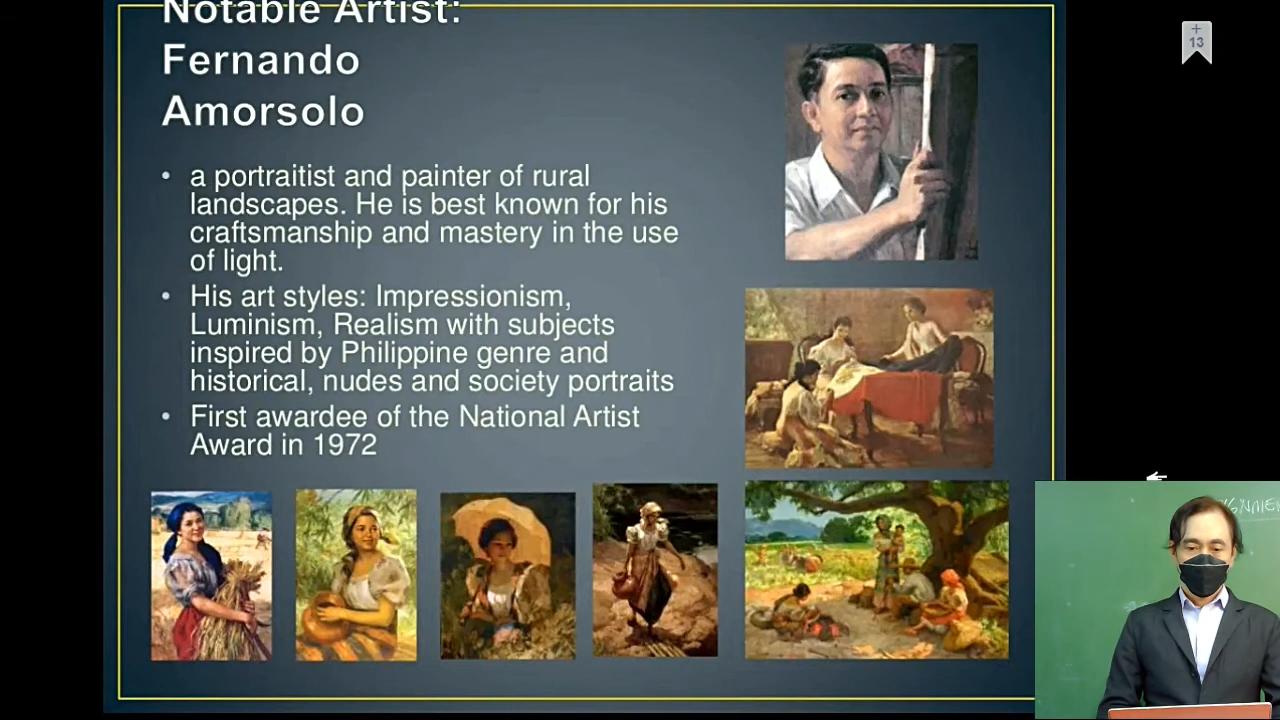 Notable Artist:
Fernando
Amorsolo
• a portraitist and painter of rural
landscapes. He is best known for his
craftsmanship and mastery in the use
of light.
• His art styles: Impressionism,
Luminism, Realism with subjects
inspired by Philippine genre and
historical, nudes and society portraits
• First awardee of the National Artist
Award in 1972
+
13